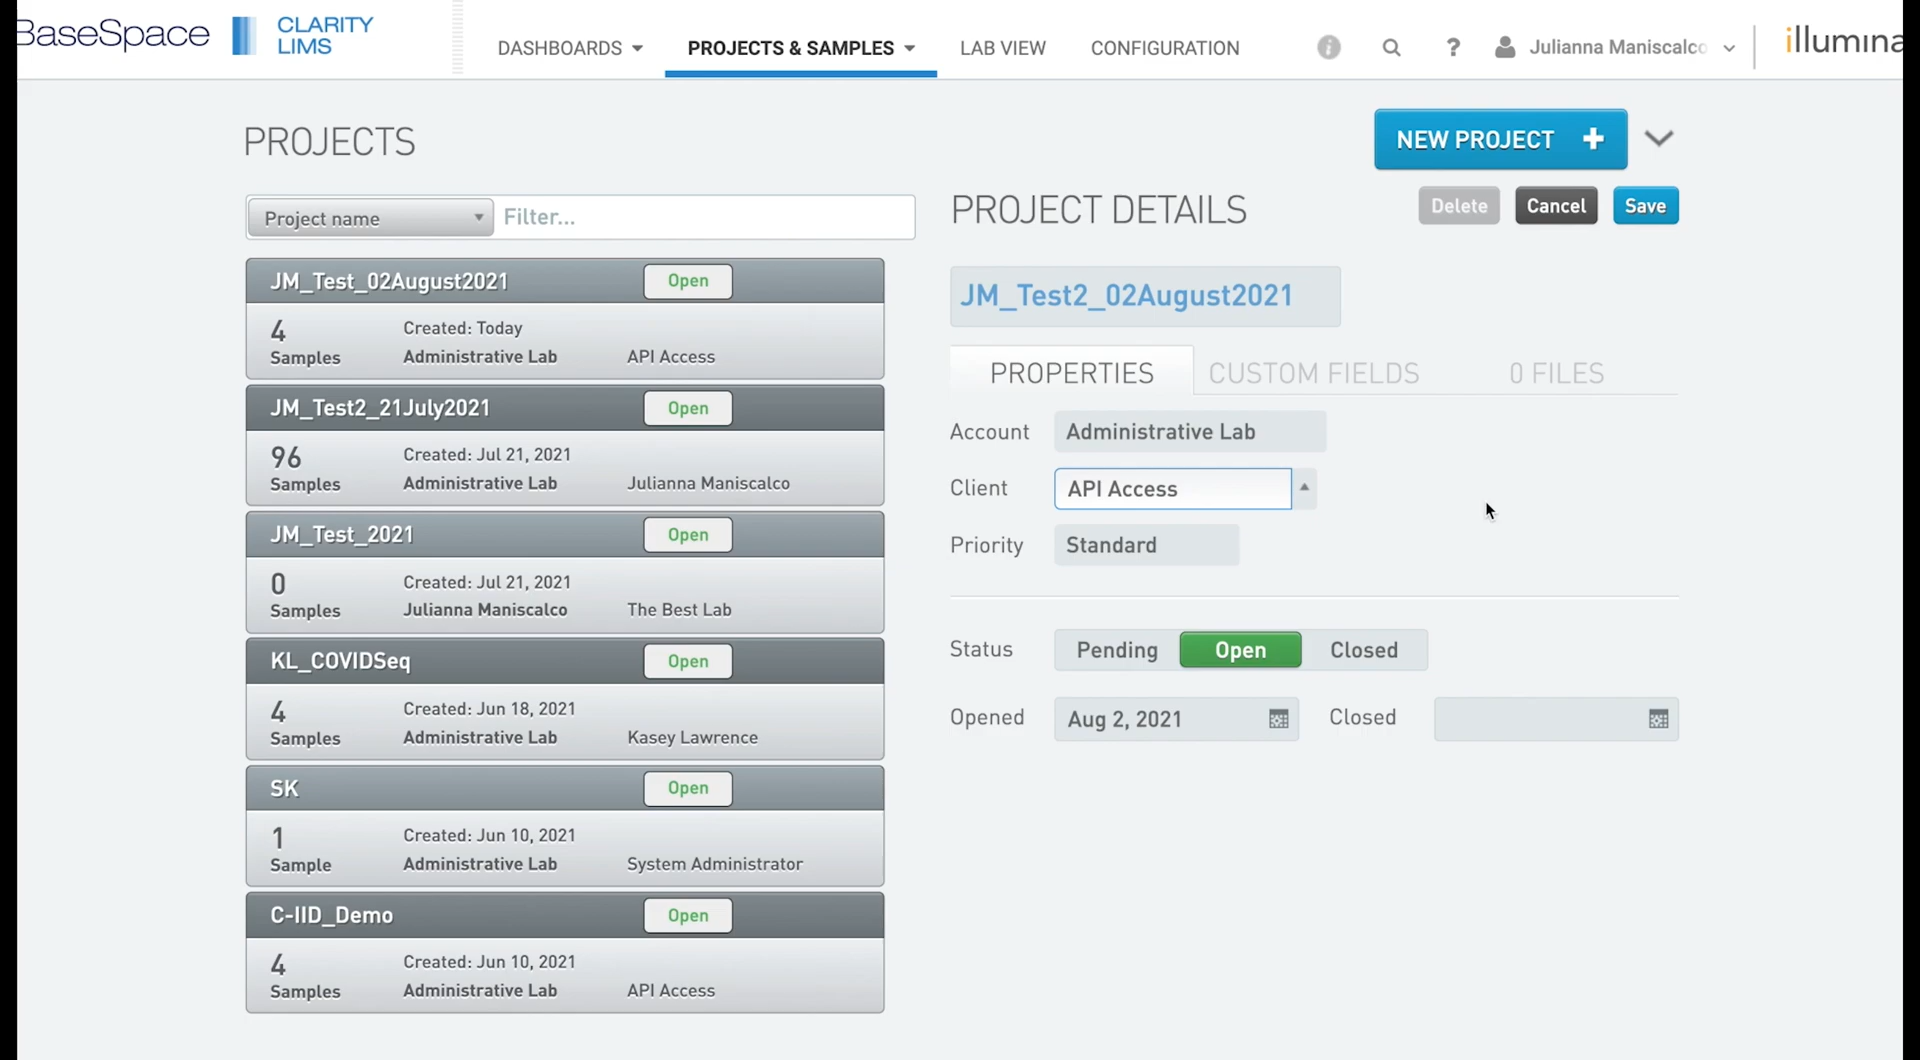 BaseSpace
CLARITY
LIMS
DASHBOARDS
PROJECTS & SAMPLES
LAB VIEW
CONFIGURATION
?
Julianna Maniscalco
illumina
PROJECTS
NEW PROJECT +
Project name
Filter...
PROJECT DETAILS
Delete
Cancel
Save
JM_Test_02August2021
Open
4
Samples
Created: Today
Administrative Lab
API Access
JM_Test2_21July2021
Open
96
Samples
Created: Jul 21, 2021
Administrative Lab
Julianna Maniscalco
JM_Test_2021
Open
0
Samples
Created: Jul 21, 2021
Julianna Maniscalco
The Best Lab
KL_COVIDSeq
Open
4
Samples
Created: Jun 18, 2021
Administrative Lab
Kasey Lawrence
SK
Open
1
Sample
Created: Jun 10, 2021
Administrative Lab
System Administrator
C-IID_Demo
Open
4
Samples
Created: Jun 10, 2021
Administrative Lab
API Access
JM_Test2_02August2021
PROPERTIES
CUSTOM FIELDS
0 FILES
Account
Administrative Lab
Client
API Access
Priority
Standard
Status
Pending
Open
Closed
Opened
Aug 2, 2021
Closed